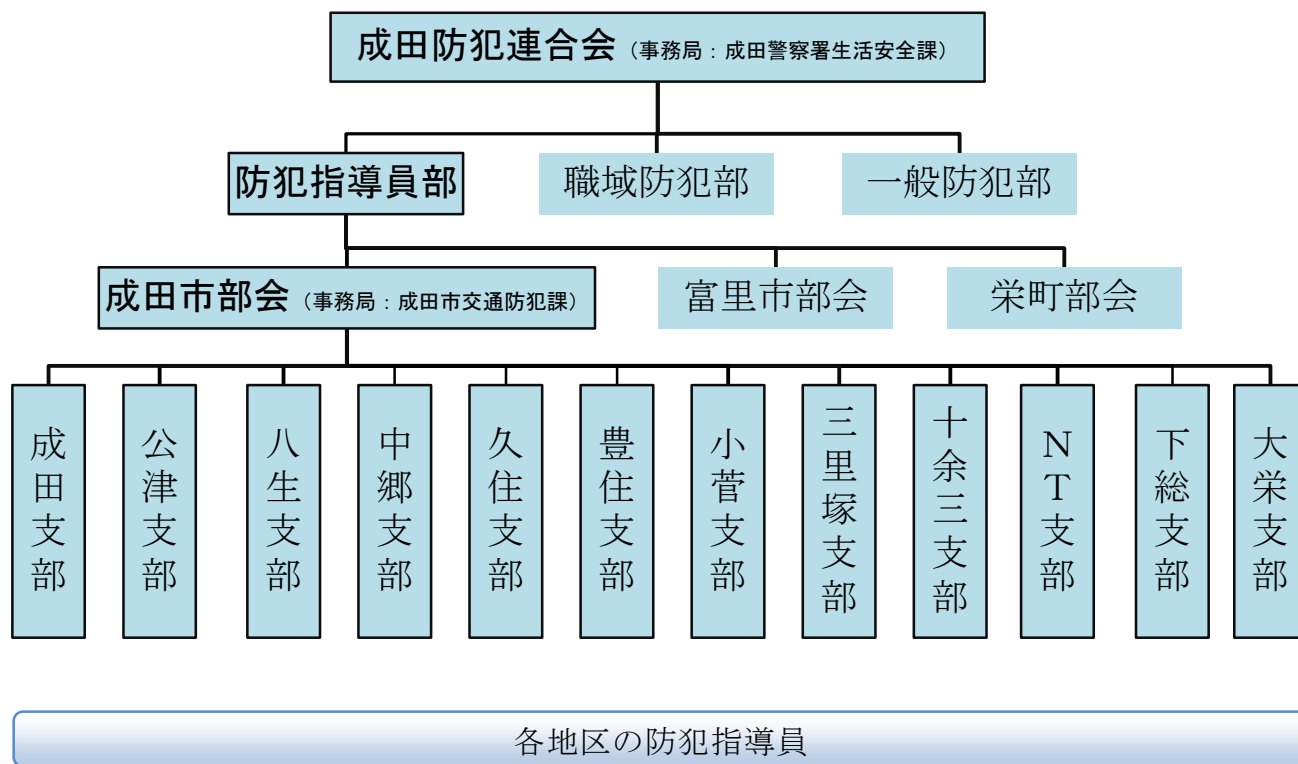 成田防犯連合会（事務局：成田警察署生活安全課）
防犯指導員部
職域防犯部
一般防犯部
成田市部会（事務局：成田市交通防犯課）
富里市部会
栄町部会
成田支部
公津支部
八生支部
中郷支部
久住支部
豊住支部
小菅支部
三里塚支部
十余三支部
NT支部
下総支部
大栄支部
各地区の防犯指導員